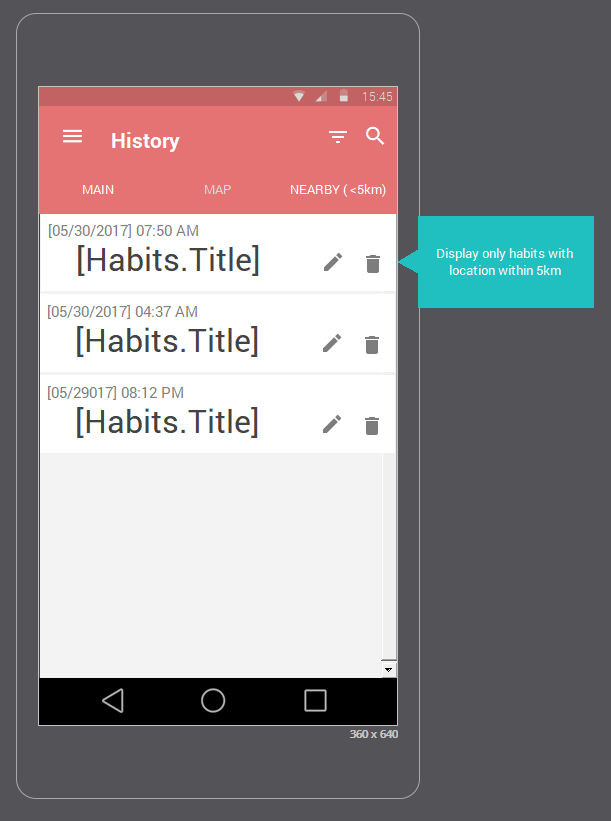 15:45
History
MAIN MAP NEARBY ( <5km)
[05/30/2017] 07:50 AM
[Habits.Title]
Display only habits with
location within 5km
[05/30/2017] 04:37 AM
[Habits.Title]
[05/29017] 08:12 PM
[Habits.Title]
360 x 640